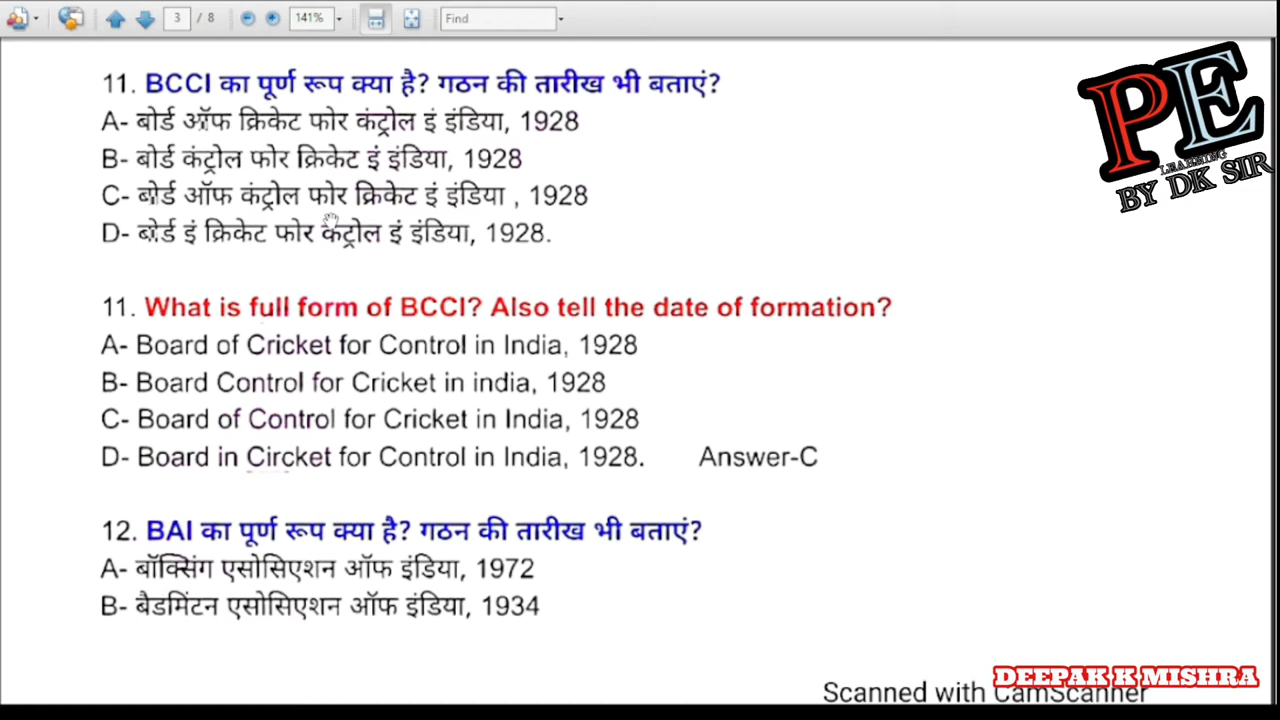 3 / 8 141% Find
11. BCCI का पूर्ण रूप क्या है? गठन की तारीख भी बताएं?
A- बोर्ड ऑफ क्रिकेट फोर कंट्रोल इं इंडिया, 1928
B- बोर्ड कंट्रोल फोर क्रिकेट इं इंडिया, 1928
C- बोर्ड ऑफ कंट्रोल फोर क्रिकेट इं इंडिया , 1928
D- बोर्ड इं क्रिकेट फोर कंट्रोल इं इंडिया, 1928.
PE
LEARNING
BY DK SIR
11. What is full form of BCCI? Also tell the date of formation?
A- Board of Cricket for Control in India, 1928
B- Board Control for Cricket in india, 1928
C- Board of Control for Cricket in India, 1928
D- Board in Circket for Control in India, 1928. Answer-C
12. BAI का पूर्ण रूप क्या है? गठन की तारीख भी बताएं?
A- बॉक्सिंग एसोसिएशन ऑफ इंडिया, 1972
B- बैडमिंटन एसोसिएशन ऑफ इंडिया, 1934
DEEPAK K MISHRA
Scanned with CamScanner